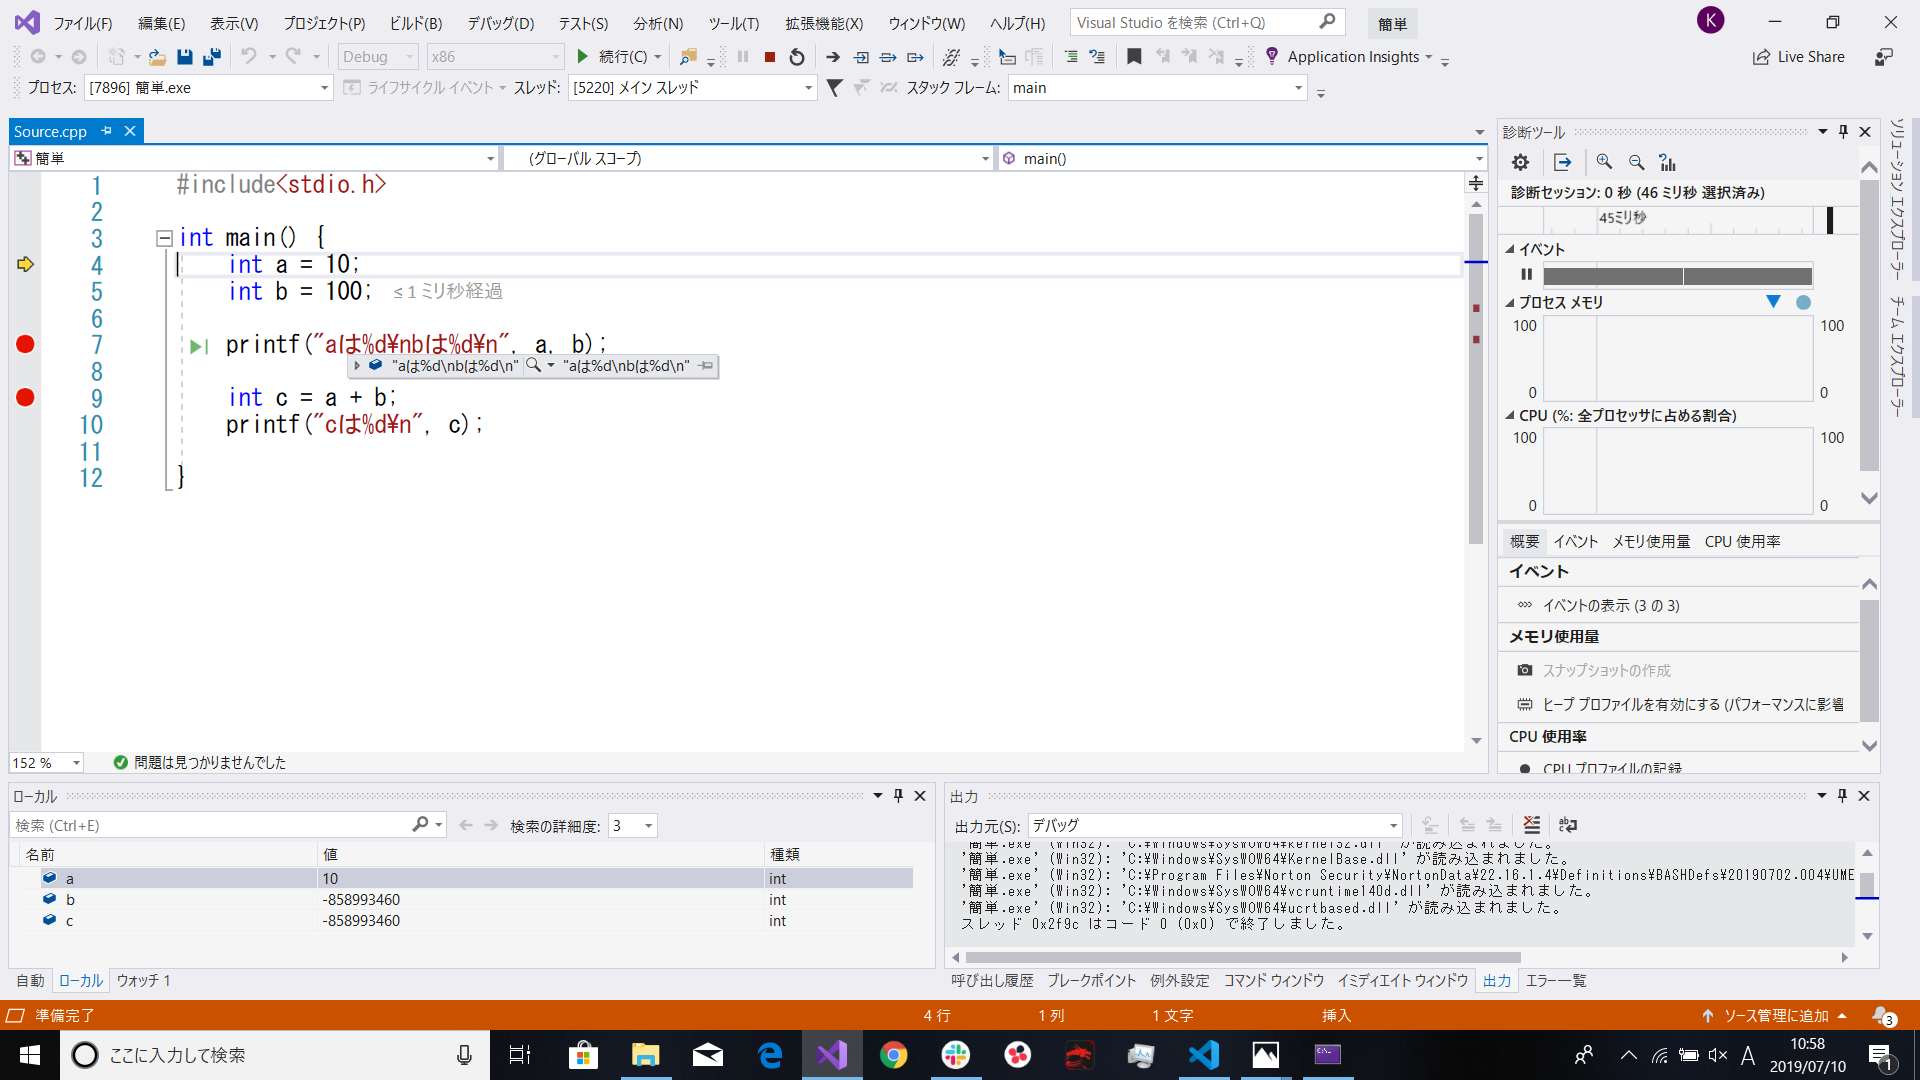 ファイル(F) 編集(E) 表示(V) プロジェクト(P) ビルド(B) デバッグ(D) テスト(S) 分析(N) ツール(T) 拡張機能(X) ウィンドウ(W) ヘルプ(H) Visual Studio を検索 (Ctrl+Q) 簡単 K
Debug x86 続行(C) Application Insights Live Share
プロセス: [7896] 簡単.exe ライフサイクル イベント スレッド: [5220] メイン スレッド スタック フレーム: main
Source.cpp
簡単 (グローバル スコープ) main()
1 #include<stdio.h>
2
3 int main() {
4 int a = 10;
5 int b = 100; ≤ 1 ミリ秒経過
6
7 printf("aは%d¥nbは%d¥n", a, b);
"aは%d\nbは%d\n" "aは%d\nbは%d\n"
8
9 int c = a + b;
10 printf("cは%d¥n", c);
11
12 }
152 % 問題は見つかりませんでした
診断ツール
診断セッション: 0 秒 (46 ミリ秒 選択済み)
45ミリ秒
イベント
プロセス メモリ
100 100
0 0
CPU (%: 全プロセッサに占める割合)
100 100
0 0
概要 イベント メモリ使用量 CPU 使用率
イベント
イベントの表示 (3 の 3)
メモリ使用量
スナップショットの作成
ヒープ プロファイルを有効にする (パフォーマンスに影響
CPU 使用率
CPU プロファイルの記録
ソリューション エクスプローラー
チーム エクスプローラー
ローカル
検索 (Ctrl+E) 検索の詳細度: 3
名前 値 種類
a 10 int
b -858993460 int
c -858993460 int
自動 ローカル ウォッチ 1
出力
出力元(S): デバッグ
'簡単.exe' (Win32): 'C:¥Windows¥SysWOW64¥kernel32.dll' が読み込まれました。
'簡単.exe' (Win32): 'C:¥Windows¥SysWOW64¥KernelBase.dll' が読み込まれました。
'簡単.exe' (Win32): 'C:¥Program Files¥Norton Security¥NortonData¥22.16.1.4¥Definitions¥BASHDefs¥20190702.004¥UME
'簡単.exe' (Win32): 'C:¥Windows¥SysWOW64¥vcruntime140d.dll' が読み込まれました。
'簡単.exe' (Win32): 'C:¥Windows¥SysWOW64¥ucrtbased.dll' が読み込まれました。
スレッド 0x2f9c はコード 0 (0x0) で終了しました。
呼び出し履歴 ブレークポイント 例外設定 コマンド ウィンドウ イミディエイト ウィンドウ 出力 エラー一覧
準備完了 4 行 1 列 1 文字 挿入 ソース管理に追加 3
ここに入力して検索 A 10:58
2019/07/10 1